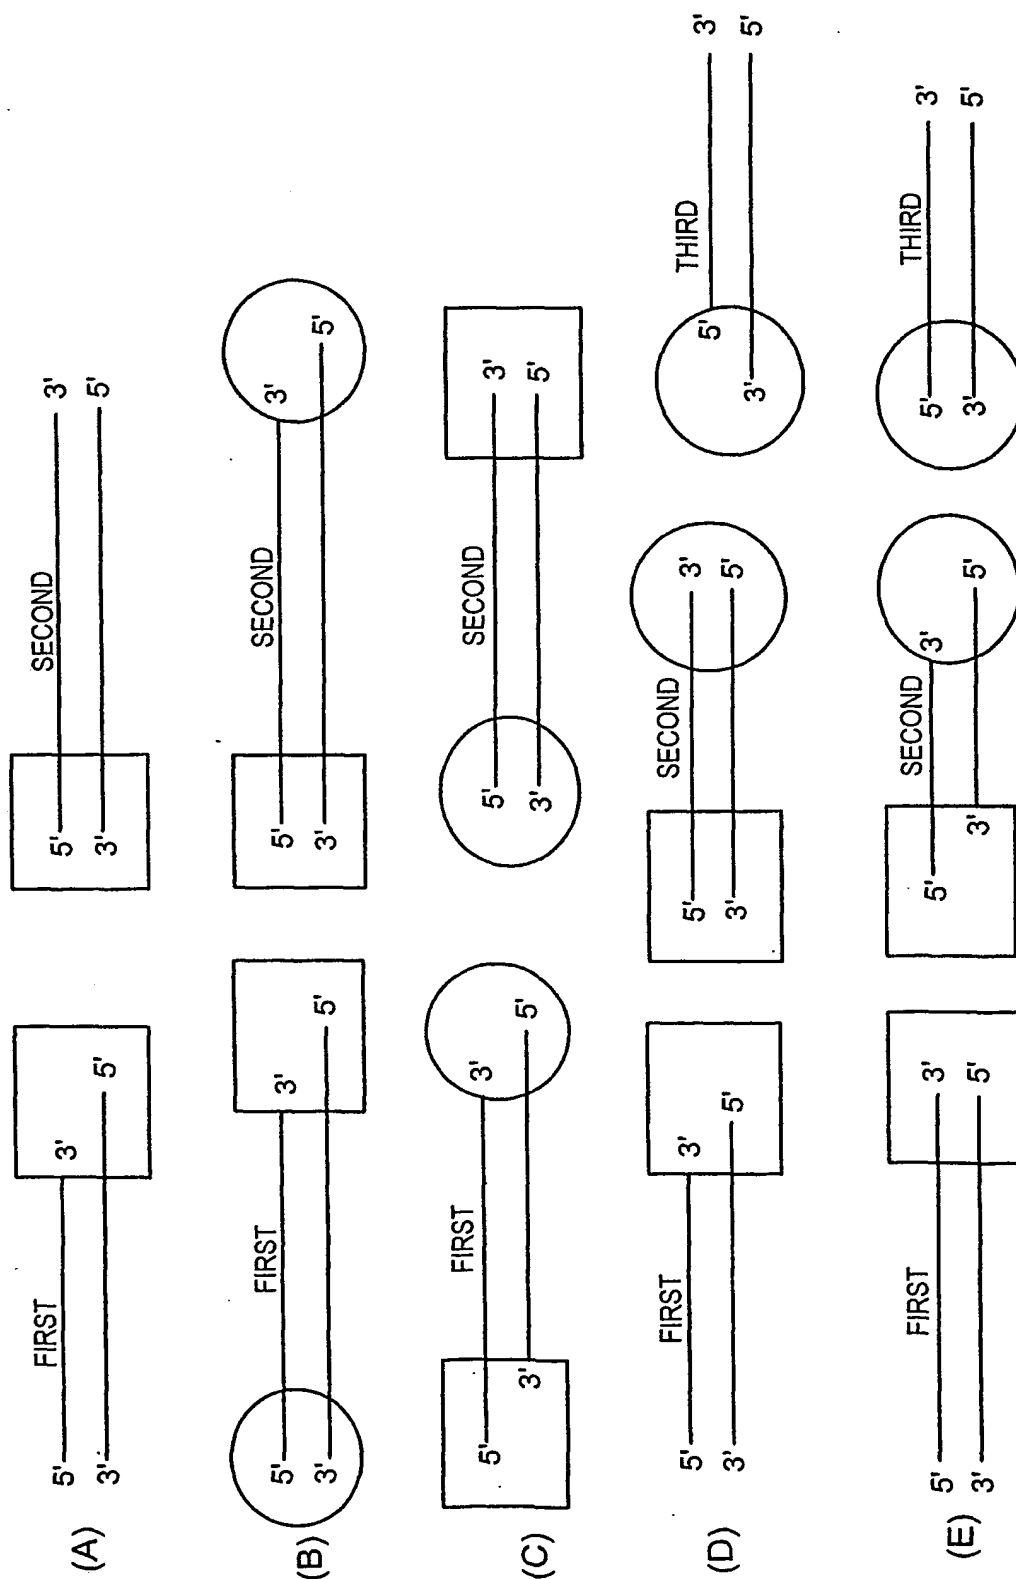 FIRST SECOND
(A) 5' 3' 5' 3'
3' 5' 3' 5'
FIRST SECOND
(B) 5' 3' 5' 3'
3' 5' 3' 5'
FIRST SECOND
(C) 5' 3' 5' 3'
3' 5' 3' 5'
FIRST SECOND THIRD
(D) 5' 3' 5' 3' 5' 3'
3' 5' 3' 5' 3' 5'
FIRST SECOND THIRD
(E) 5' 3' 5' 3' 5' 3'
3' 5' 3' 5' 3' 5'